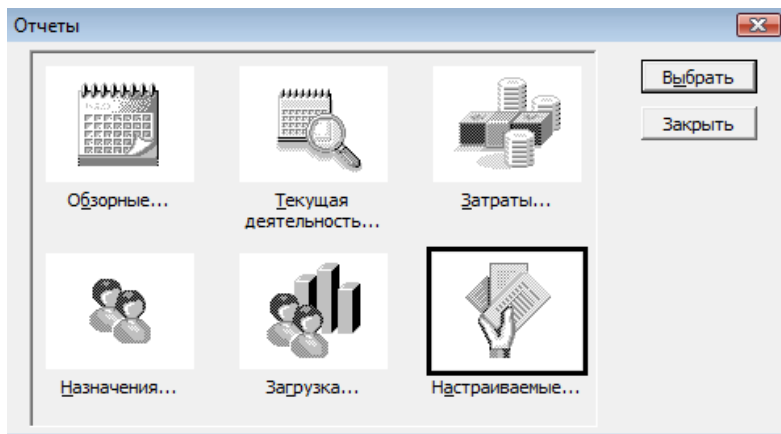 Отчеты
Выбрать
Закрыть
Обзорные...
Текущая
деятельность...
Затраты...
Назначения...
Загрузка...
Настраиваемые...